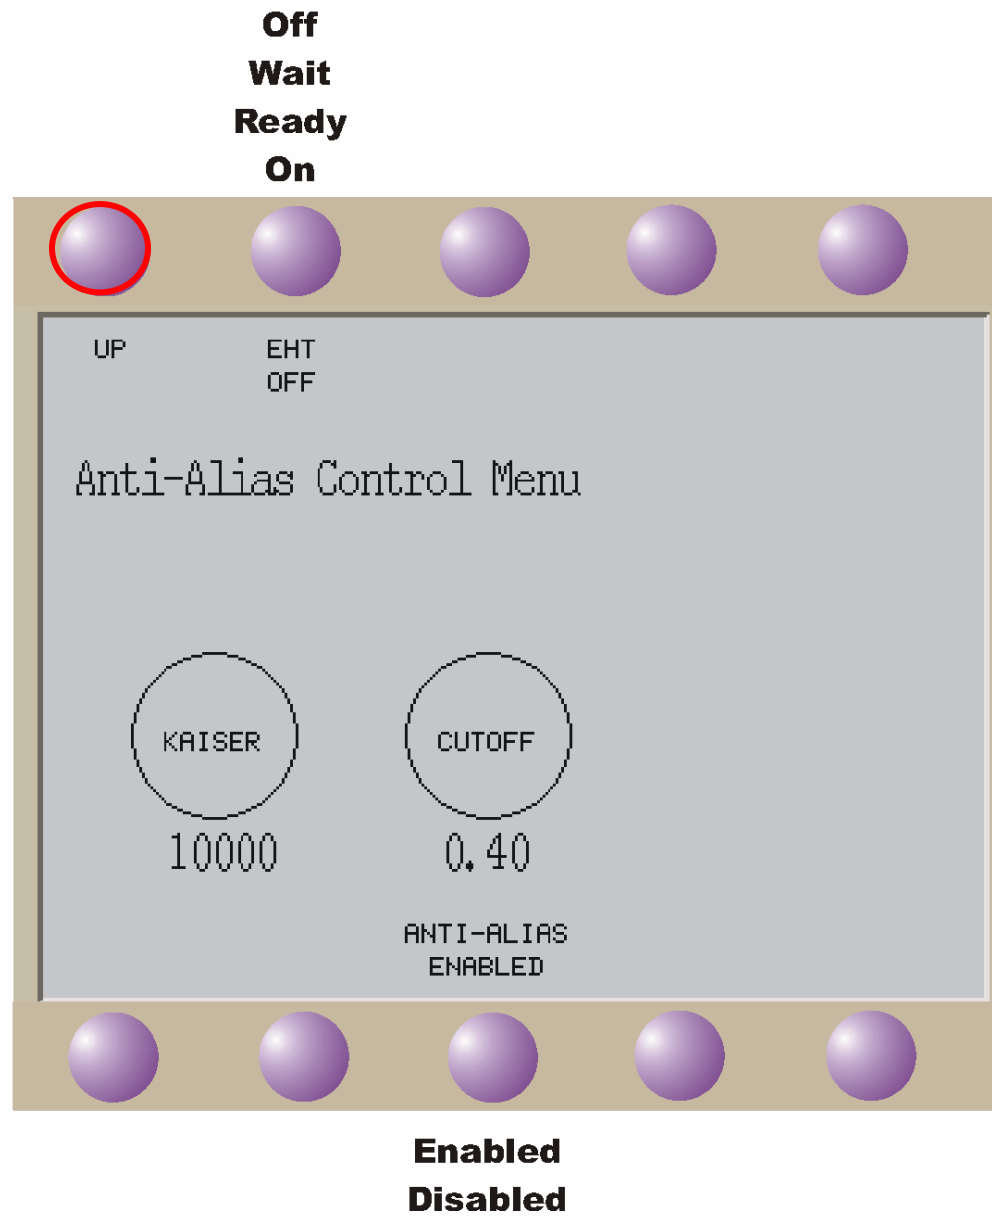 Off
Wait
Ready
On
UP EHT
OFF
Anti-Alias Control Menu
KAISER CUTOFF
10000 0.40
ANTI-ALIAS
ENABLED
Enabled
Disabled